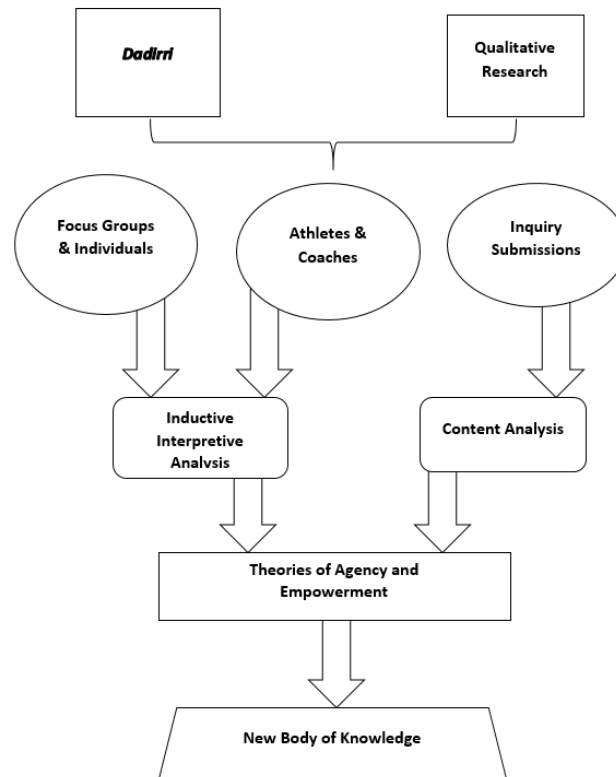 Dadirri
Qualitative
Research
Focus Groups
& Individuals
Athletes &
Coaches
Inquiry
Submissions
Inductive
Interpretive
Analysis
Content Analysis
Theories of Agency and
Empowerment
New Body of Knowledge